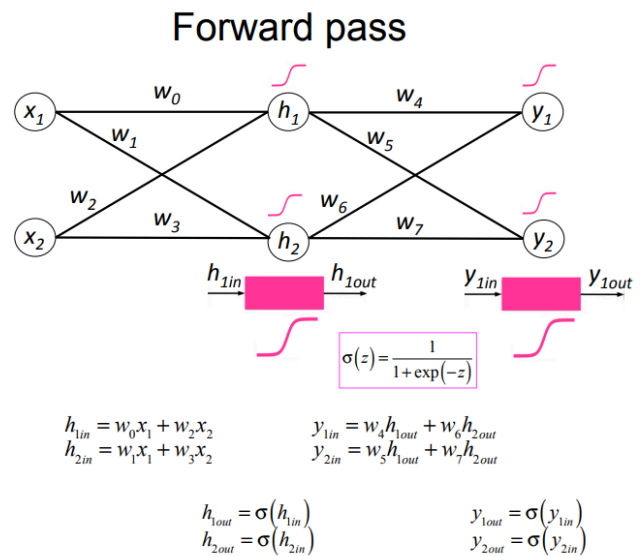 Forward pass
w₀ w₄
x₁ h₁ y₁
w₁ w₅
w₂ w₆
w₃ w₇
x₂ h₂ y₂
h₁ᵢₙ h₁ₒᵤₜ y₁ᵢₙ y₁ₒᵤₜ
σ(z) = 1 / (1 + exp(−z))
h₁ᵢₙ = w₀x₁ + w₂x₂ y₁ᵢₙ = w₄h₁ₒᵤₜ + w₆h₂ₒᵤₜ
h₂ᵢₙ = w₁x₁ + w₃x₂ y₂ᵢₙ = w₅h₁ₒᵤₜ + w₇h₂ₒᵤₜ
h₁ₒᵤₜ = σ(h₁ᵢₙ) y₁ₒᵤₜ = σ(y₁ᵢₙ)
h₂ₒᵤₜ = σ(h₂ᵢₙ) y₂ₒᵤₜ = σ(y₂ᵢₙ)